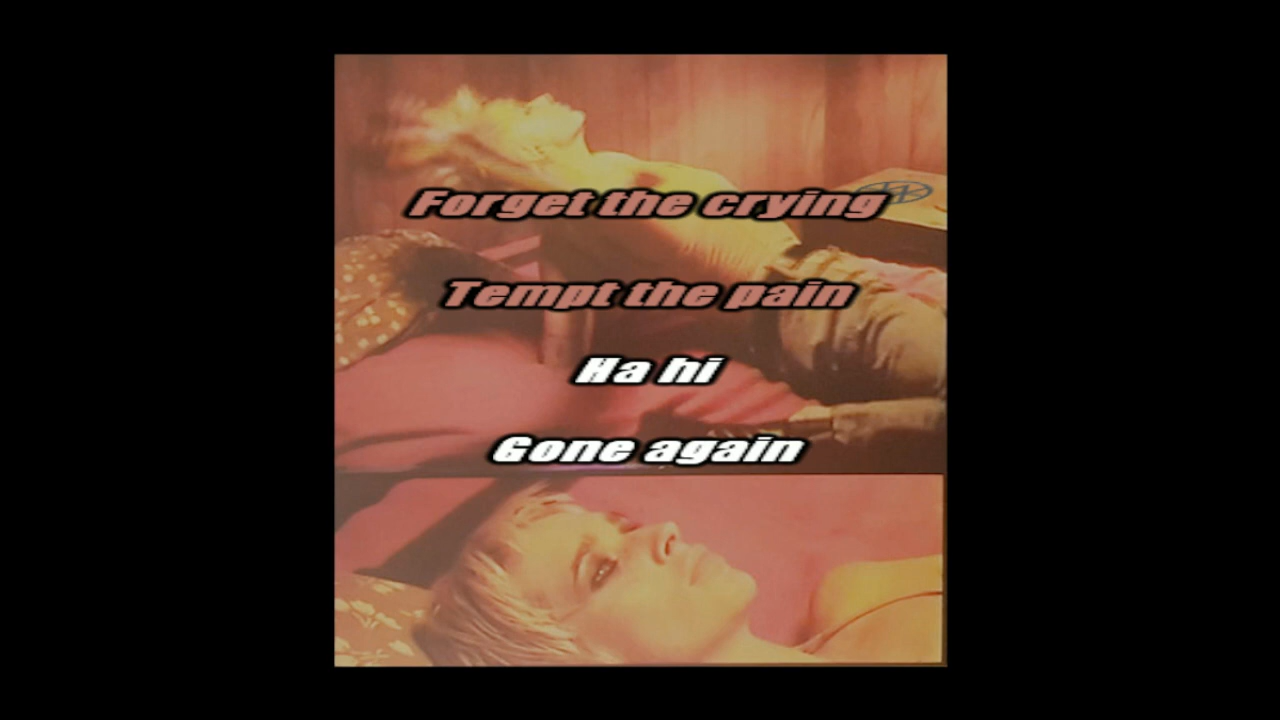 Forget the crying
Tempt the pain
Ha hi
Gone again